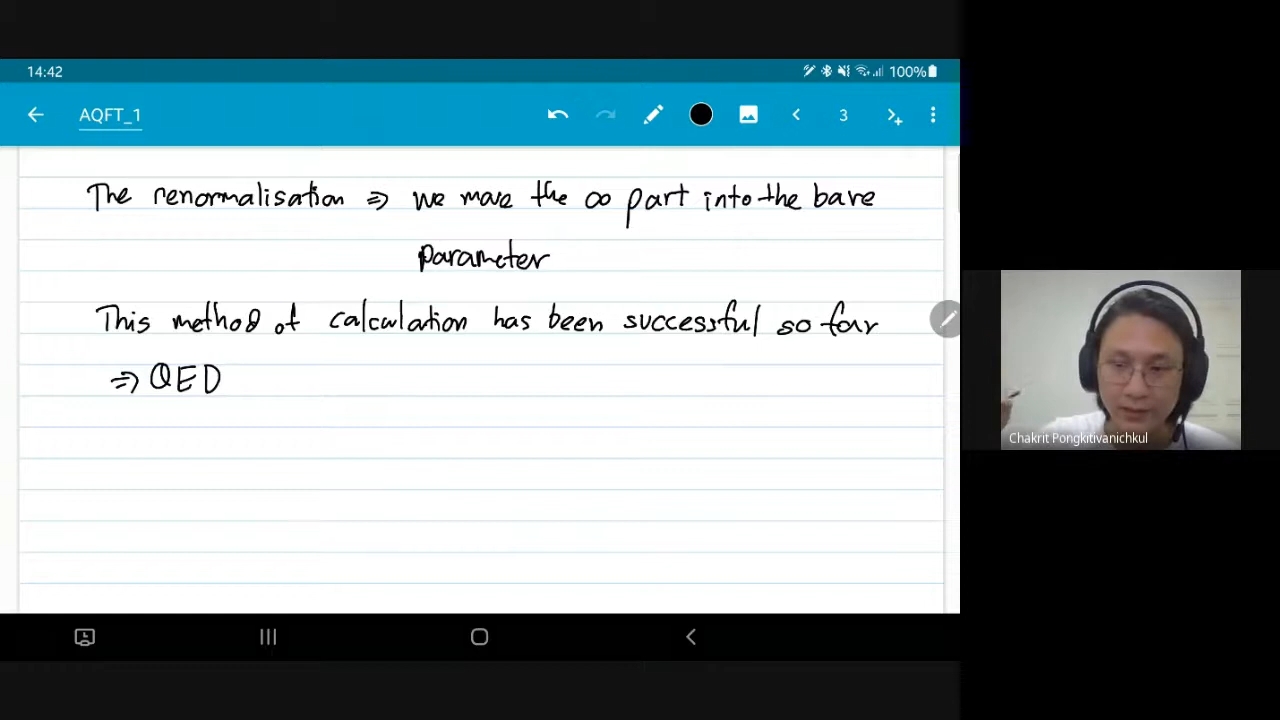 14:42
100%
AQFT_1
3
The renormalisation ⇒ we move the ∞ part into the bare
parameter
This method of calculation has been successful so far
⇒ QED
Chakrit Pongkitivanichkul